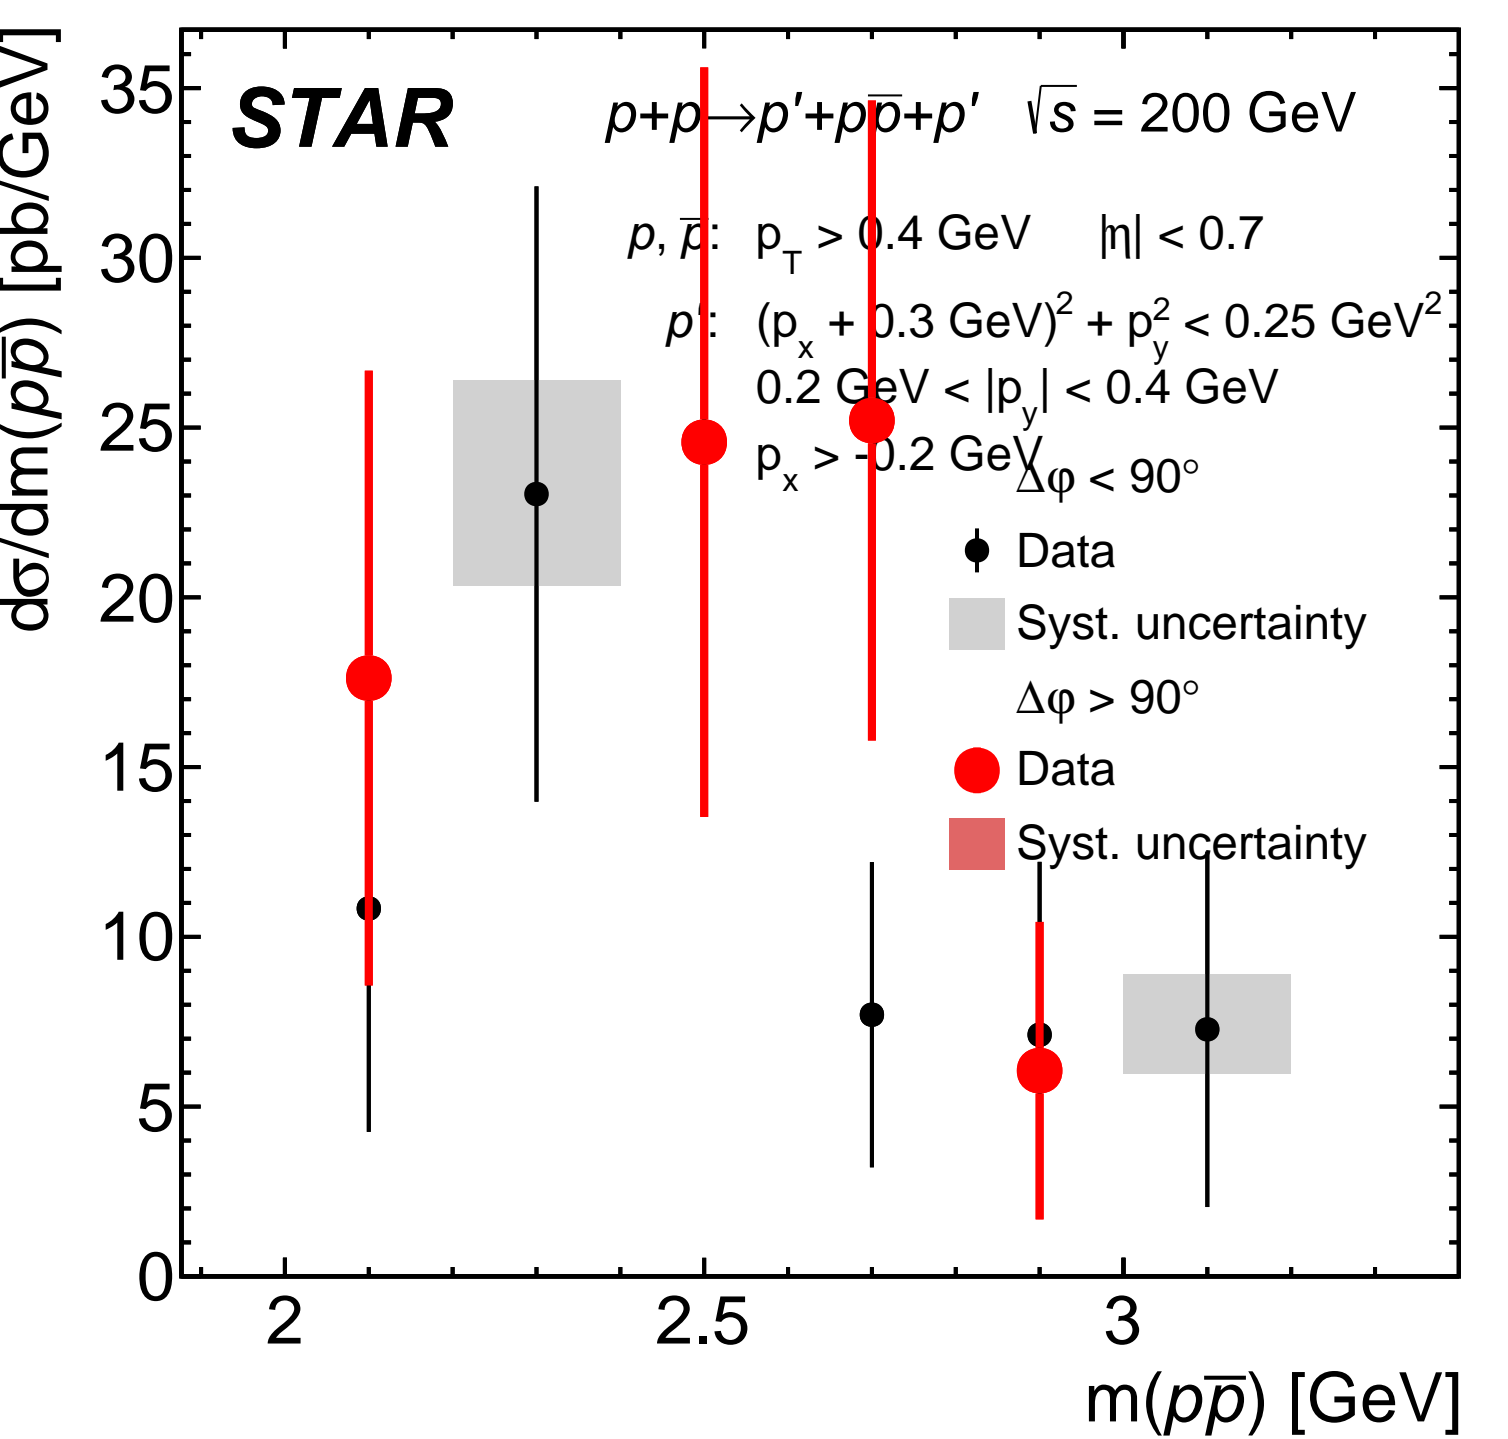 dσ/dm(pp̅) [pb/GeV]
35
30
25
20
15
10
5
0
STAR
p+p→p′+pp̅+p′ √s = 200 GeV
p, p̅: p_T > 0.4 GeV |η| < 0.7
p′: (p_x + 0.3 GeV)² + p_y² < 0.25 GeV²
0.2 GeV < |p_y| < 0.4 GeV
p_x > -0.2 GeV
Δφ < 90°
Data
Syst. uncertainty
Δφ > 90°
Data
Syst. uncertainty
2 2.5 3
m(pp̅) [GeV]